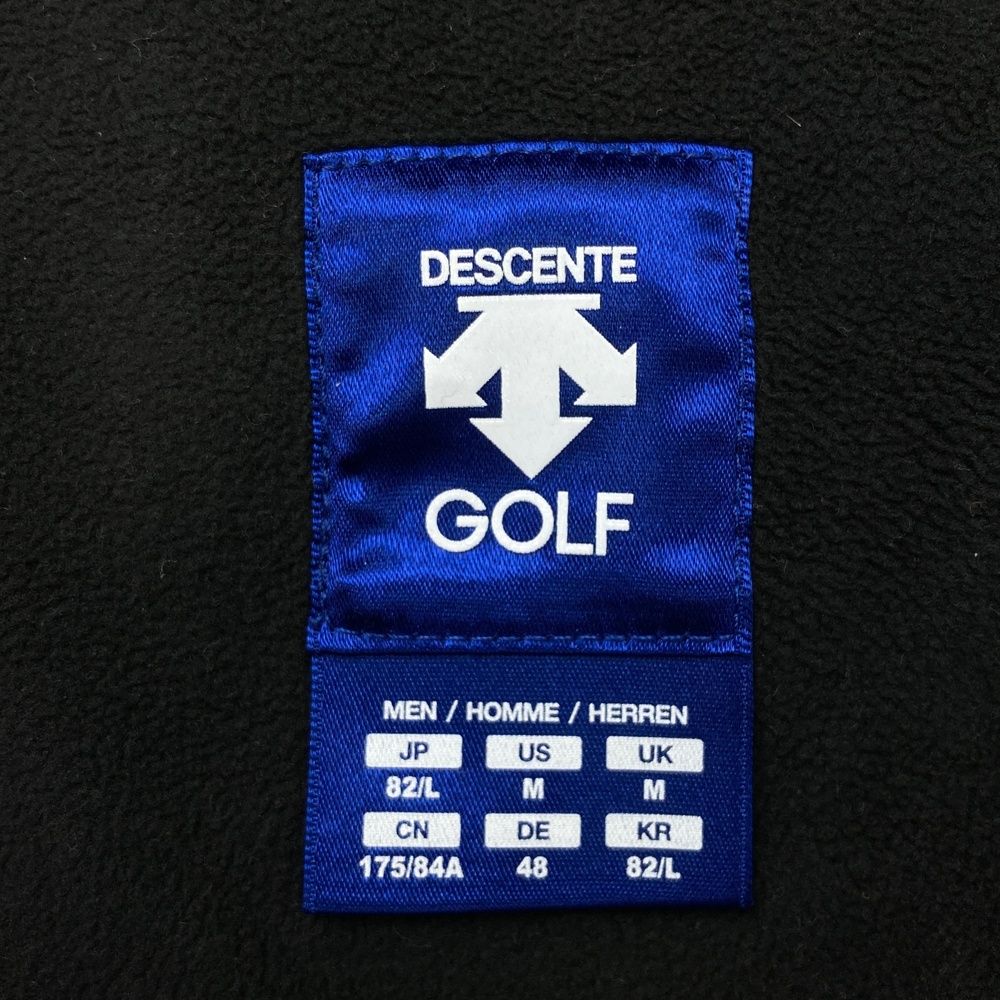 DESCENTE
GOLF
MEN / HOMME / HERREN
JP US UK
82/L M M
CN DE KR
175/84A 48 82/L